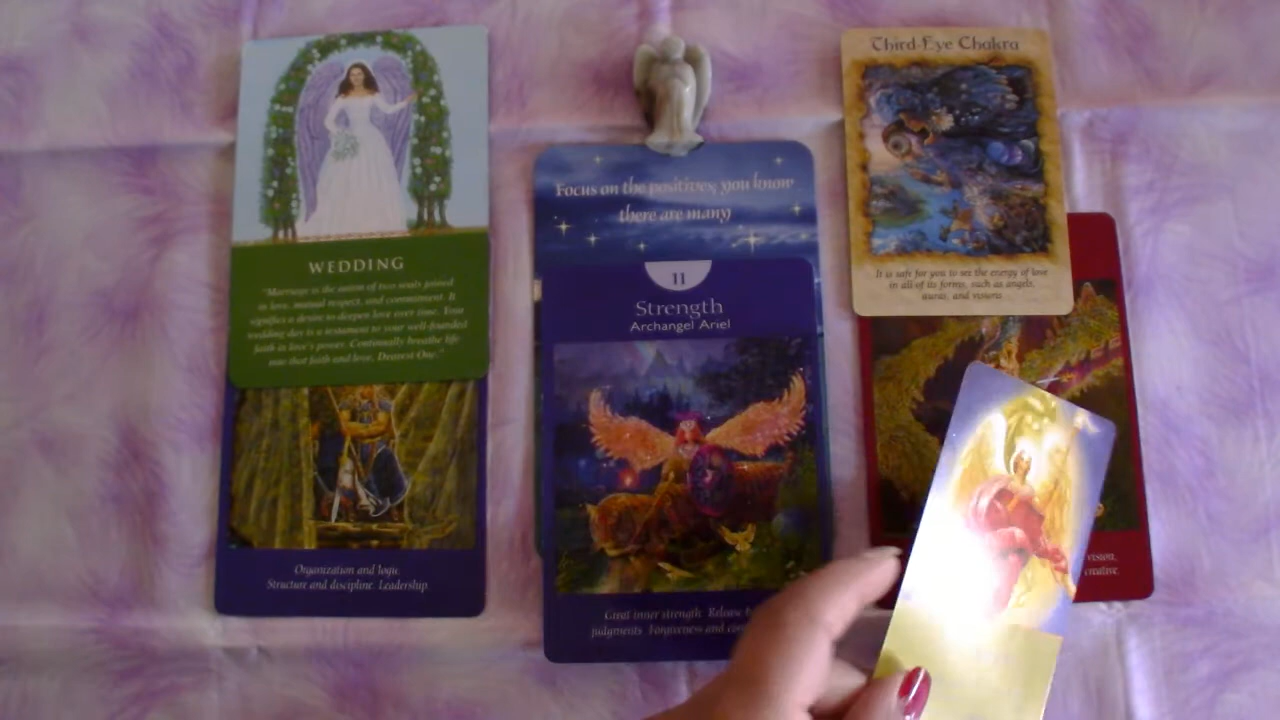 WEDDING
"Marriage is the union of two souls joined
in love, mutual respect, and commitment. It
signifies a desire to deepen love over time. Your
wedding day is a testament to your well-founded
faith in love's power. Continually breathe life
into that faith and love, Dearest One."
Organization and logic.
Structure and discipline. Leadership.
Focus on the positives, you know
there are many
11
Strength
Archangel Ariel
Great inner strength. Release
judgments. Forgiveness and
Third-Eye Chakra
It is safe for you to see the energy of love
in all of its forms, such as angels,
auras, and visions
vision,
creative.